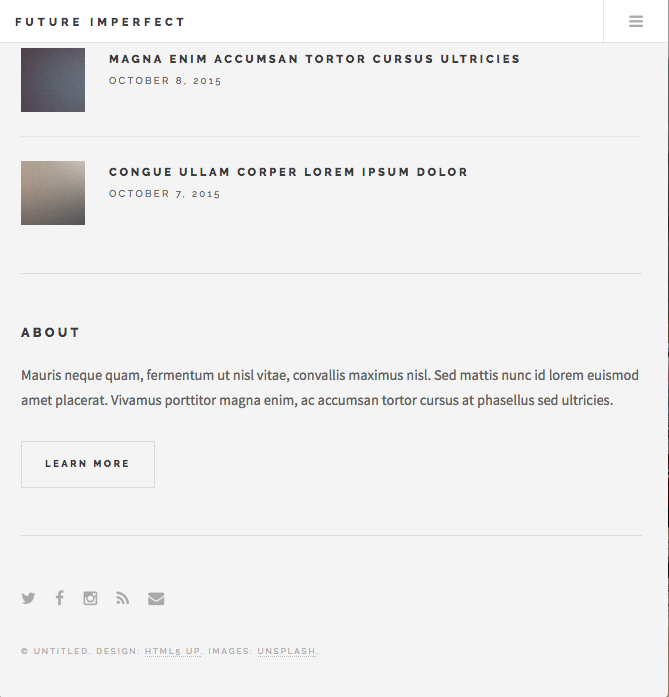 FUTURE IMPERFECT
MAGNA ENIM ACCUMSAN TORTOR CURSUS ULTRICIES
OCTOBER 8, 2015
CONGUE ULLAM CORPER LOREM IPSUM DOLOR
OCTOBER 7, 2015
ABOUT
Mauris neque quam, fermentum ut nisl vitae, convallis maximus nisl. Sed mattis nunc id lorem euismod
amet placerat. Vivamus porttitor magna enim, ac accumsan tortor cursus at phasellus sed ultricies.
LEARN MORE
© UNTITLED. DESIGN: HTML5 UP. IMAGES: UNSPLASH.